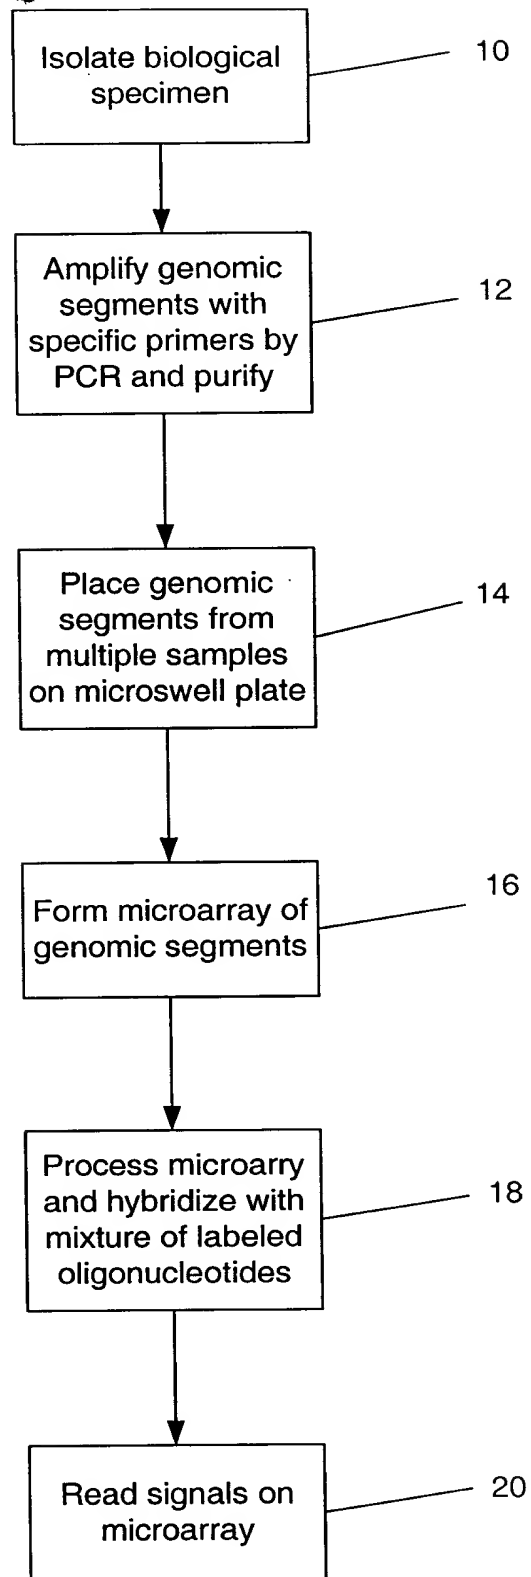 Isolate biological
specimen
10
Amplify genomic
segments with
specific primers by
PCR and purify
12
Place genomic
segments from
multiple samples
on microswell plate
14
Form microarray of
genomic segments
16
Process microarry
and hybridize with
mixture of labeled
oligonucleotides
18
Read signals on
microarray
20